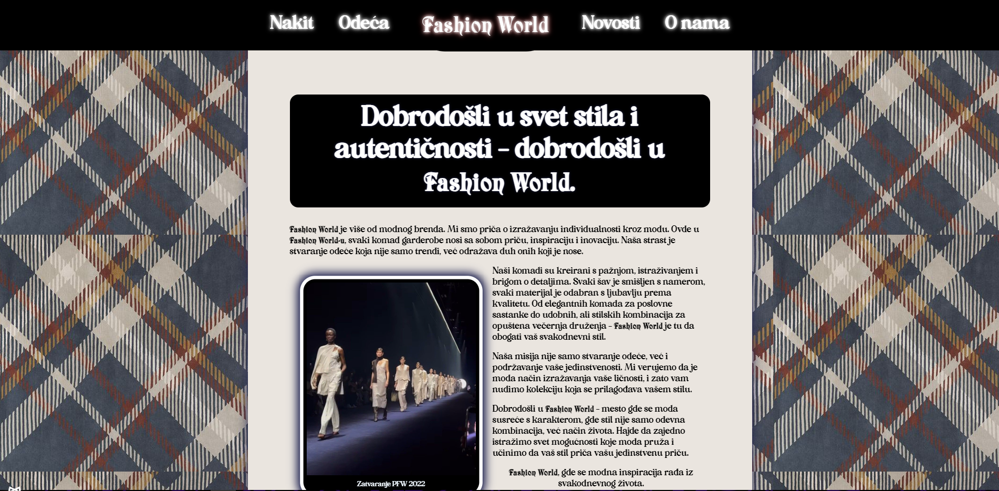 Nakit Odeća Fashion World Novosti O nama
Dobrodošli u svet stila i
autentičnosti - dobrodošli u
Fashion World.
Fashion World je više od modnog brenda. Mi smo priča o izražavanju individualnosti kroz modu. Ovde u
Fashion World-u, svaki komad garderobe nosi sa sobom priču, inspiraciju i inovaciju. Naša strast je
stvaranje odeće koja nije samo trendi, već odražava duh onih koji je nose.
Naši komadi su kreirani s pažnjom, istraživanjem i
brigom o detaljima. Svaki šav je smišljen s namerom,
svaki materijal je odabran s ljubavlju prema
kvalitetu. Od elegantnih komada za poslovne
sastanke do udobnih, ali stilskih kombinacija za
opuštena večernja druženja - Fashion World je tu da
obogati vaš svakodnevni stil.
Naša misija nije samo stvaranje odeće, već i
podržavanje vaše jedinstvenosti. Mi verujemo da je
moda način izražavanja vaše ličnosti, i zato vam
nudimo kolekciju koja se prilagođava vašem stilu.
Dobrodošli u Fashion World - mesto gde se moda
susreće s karakterom, gde stil nije samo odevna
kombinacija, već način života. Hajde da zajedno
istražimo svet mogućnosti koje moda pruža i
učinimo da vaš stil priča vašu jedinstvenu priču.
Fashion World, gde se modna inspiracija rađa iz
svakodnevnog života.
Zatvaranje PFW 2022